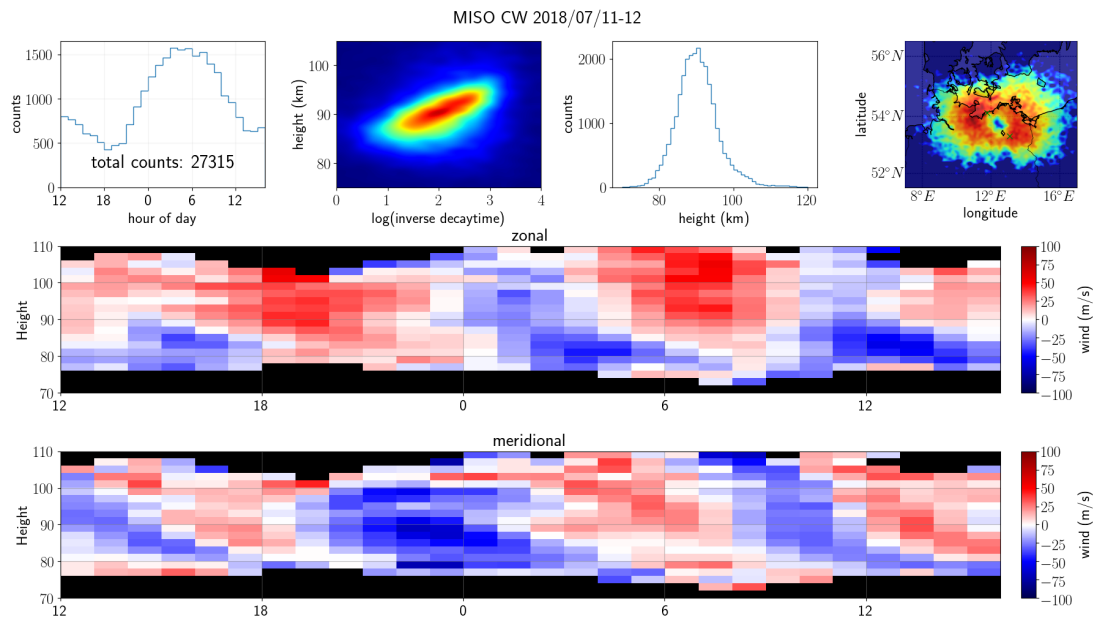 MISO CW 2018/07/11-12
1500
1000
500
0
counts
total counts: 27315
12 18 0 6 12
hour of day
100
90
80
height (km)
0 1 2 3 4
log(inverse decaytime)
2000
1000
0
counts
80 100 120
height (km)
56°N
54°N
52°N
latitude
8°E 12°E 16°E
longitude
zonal
110
100
90
80
70
Height
12 18 0 6 12
100
75
50
25
0
−25
−50
−75
−100
wind (m/s)
meridional
110
100
90
80
70
Height
12 18 0 6 12
100
75
50
25
0
−25
−50
−75
−100
wind (m/s)